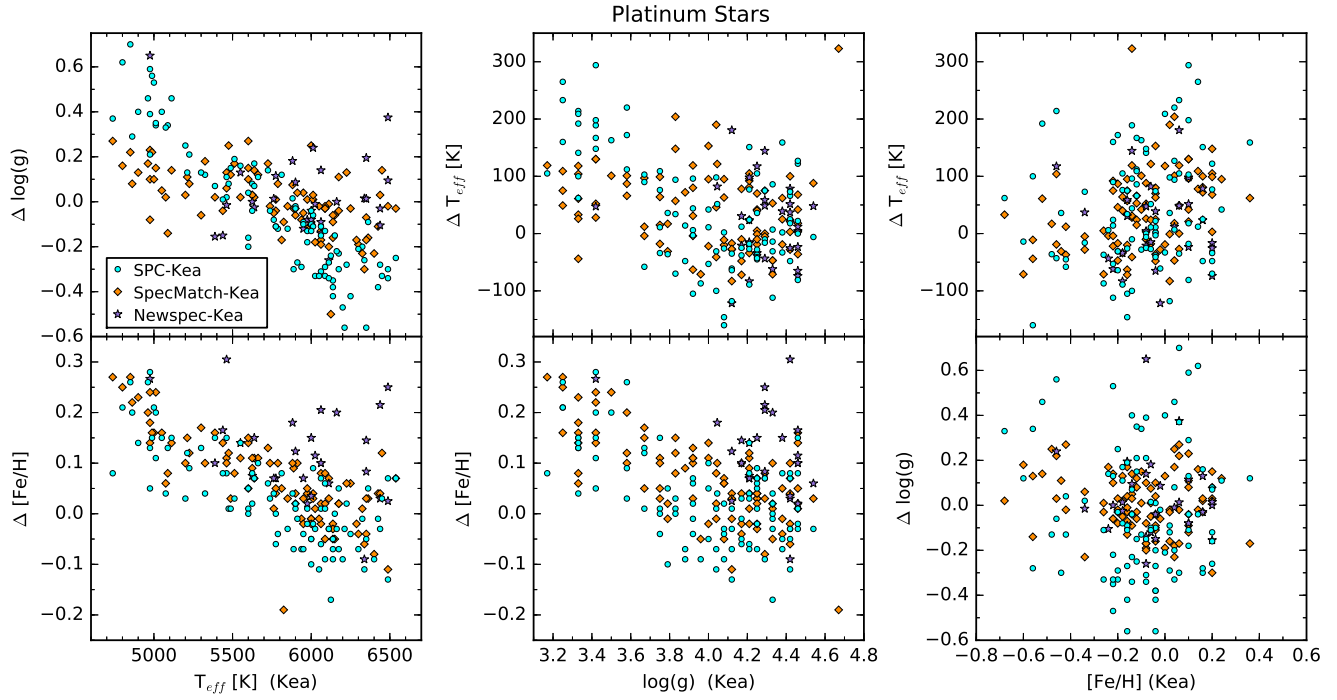 Platinum Stars
Δ log(g)
0.6
0.4
0.2
0.0
−0.2
−0.4
−0.6
SPC-Kea
SpecMatch-Kea
Newspec-Kea
Δ T_eff [K]
300
200
100
0
−100
Δ T_eff [K]
300
200
100
0
−100
Δ [Fe/H]
0.3
0.2
0.1
0.0
−0.1
−0.2
5000 5500 6000 6500
T_eff [K] (Kea)
Δ [Fe/H]
0.3
0.2
0.1
0.0
−0.1
−0.2
3.2 3.4 3.6 3.8 4.0 4.2 4.4 4.6 4.8
log(g) (Kea)
Δ log(g)
0.6
0.4
0.2
0.0
−0.2
−0.4
−0.6
−0.8 −0.6 −0.4 −0.2 0.0 0.2 0.4 0.6
[Fe/H] (Kea)